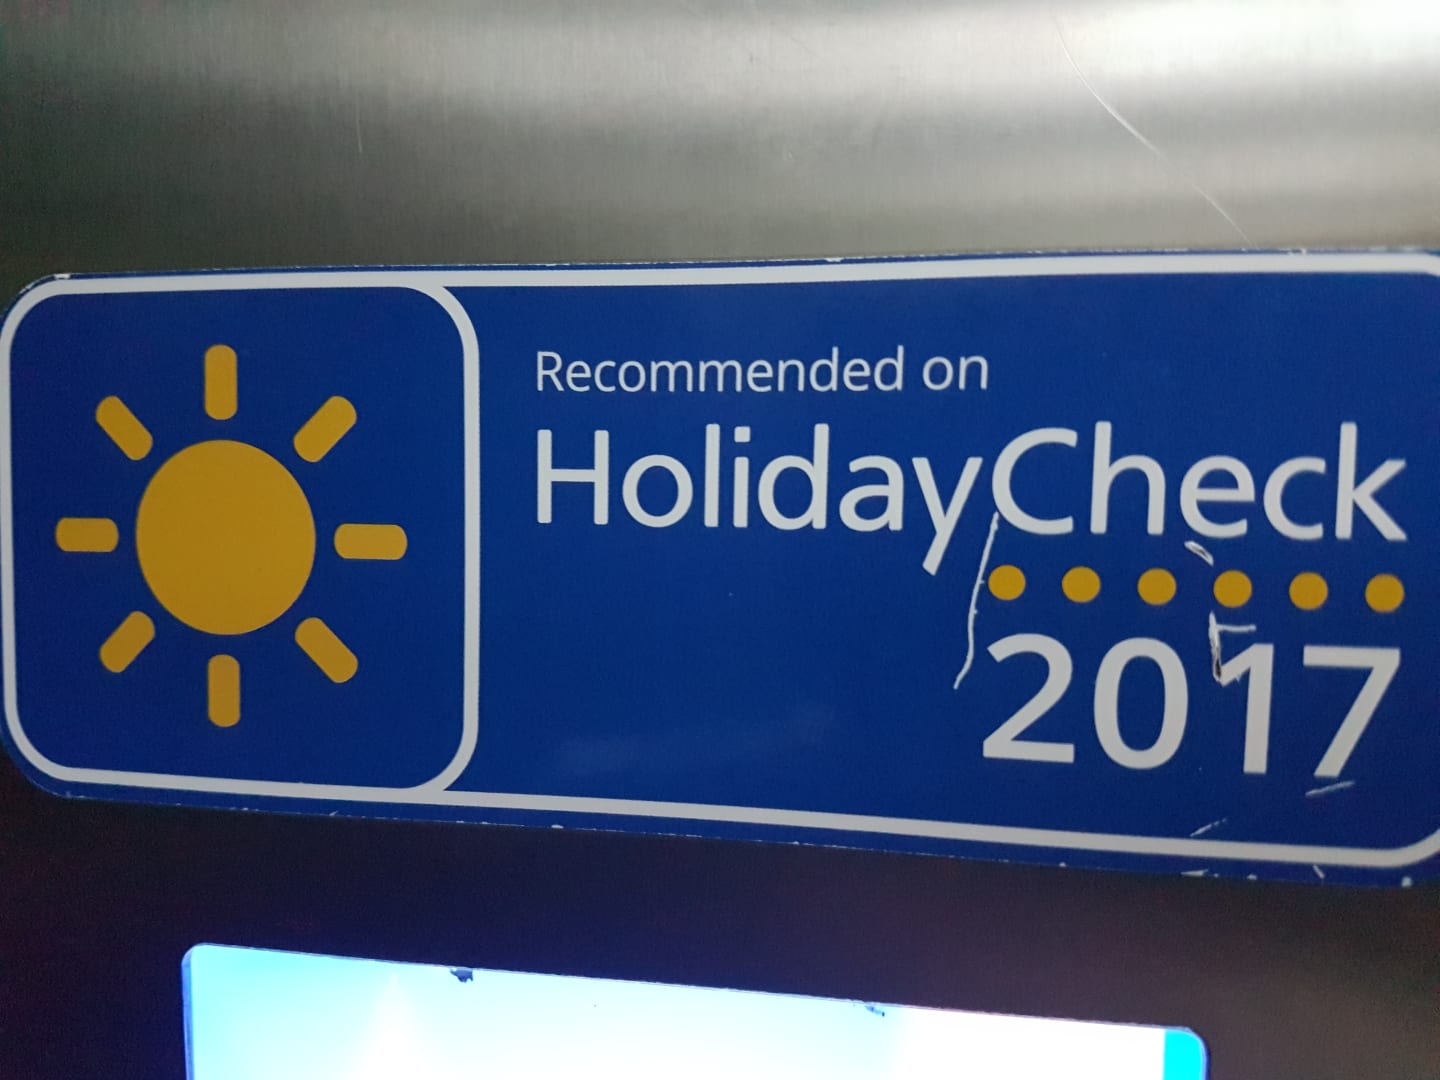 Recommended on
HolidayCheck
2017